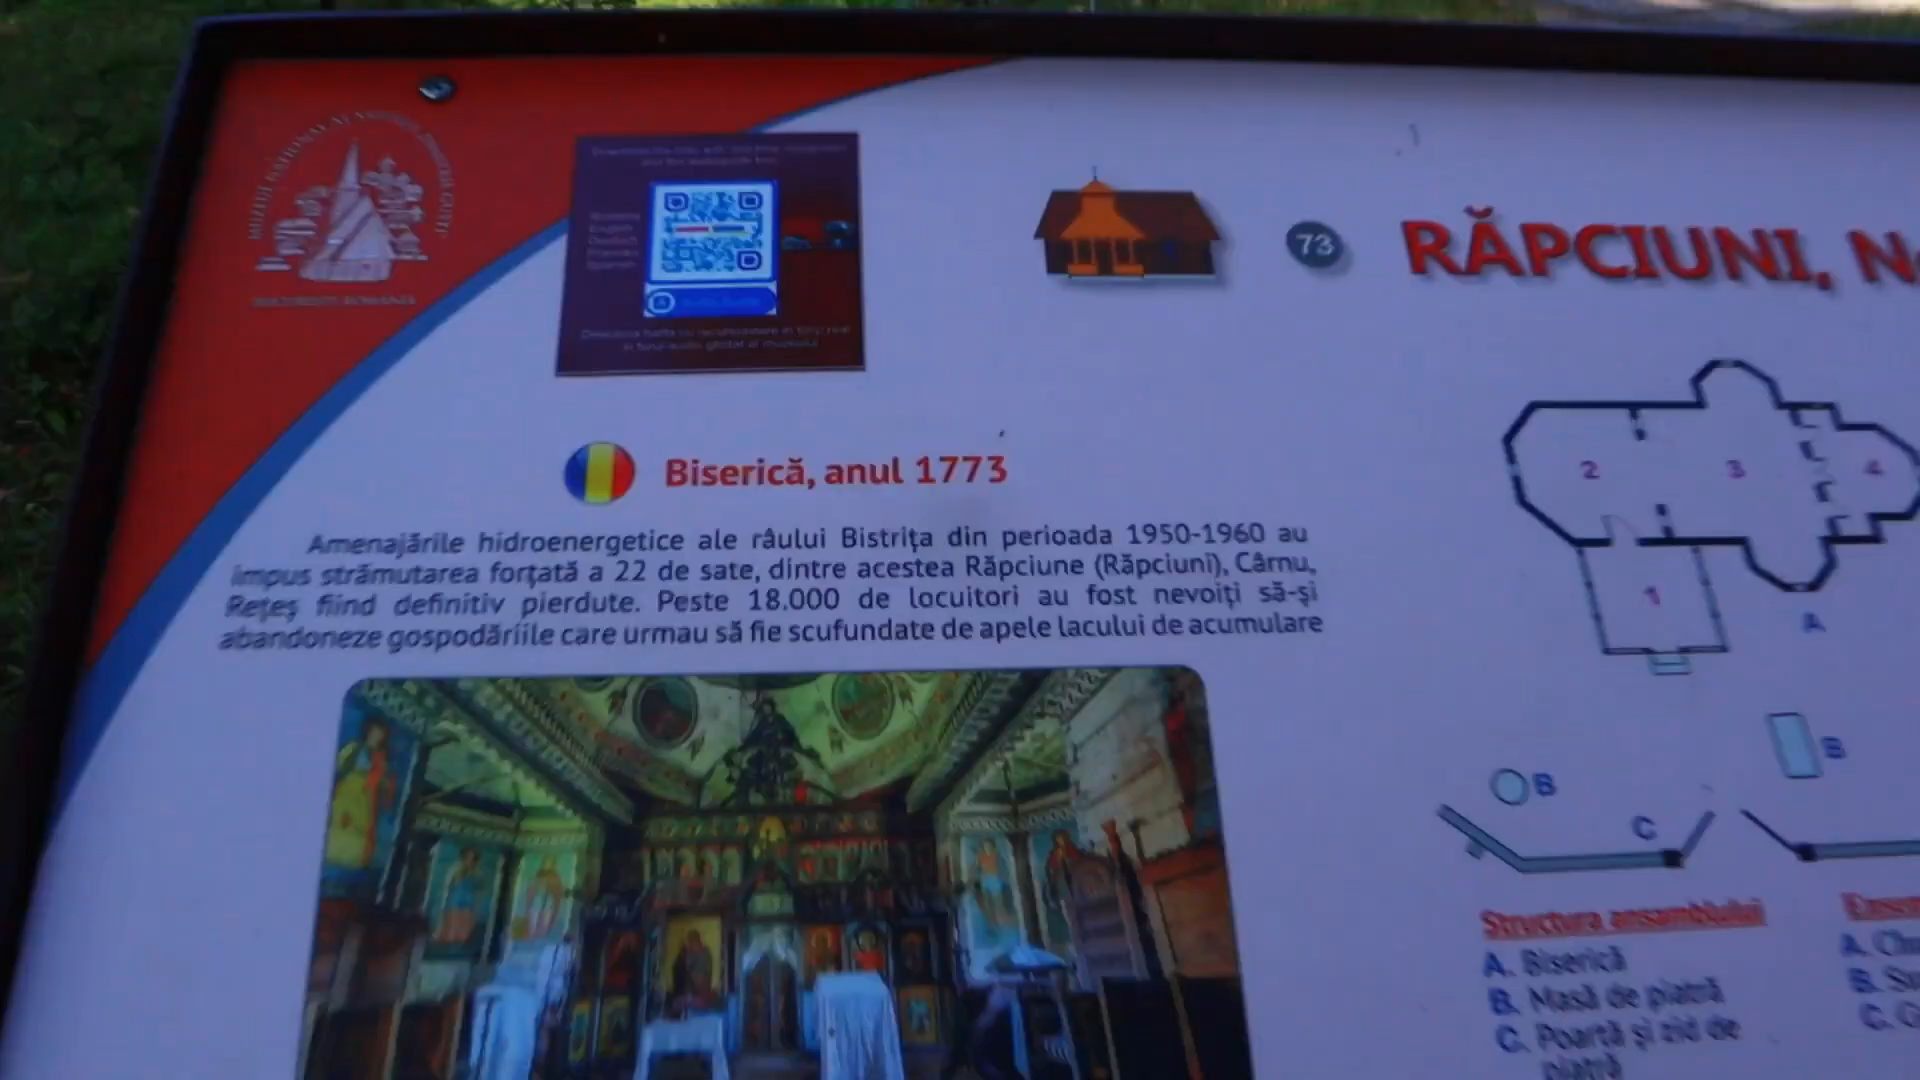 73
RĂPCIUNI,
Biserică, anul 1773
Amenajările hidroenergetice ale râului Bistrița din perioada 1950-1960 au
impus strămutarea forțată a 22 de sate, dintre acestea Răpciune (Răpciuni), Cârnu,
Reteș fiind definitiv pierdute. Peste 18.000 de locuitori au fost nevoiți să-și
abandoneze gospodăriile care urmau să fie scufundate de apele lacului de acumulare
2
3
4
1
A
B
B
C
Structura ansamblului
A. Biserică
B. Masă de piatră
C. Poartă și zid de
piatră
A.
B.
C.